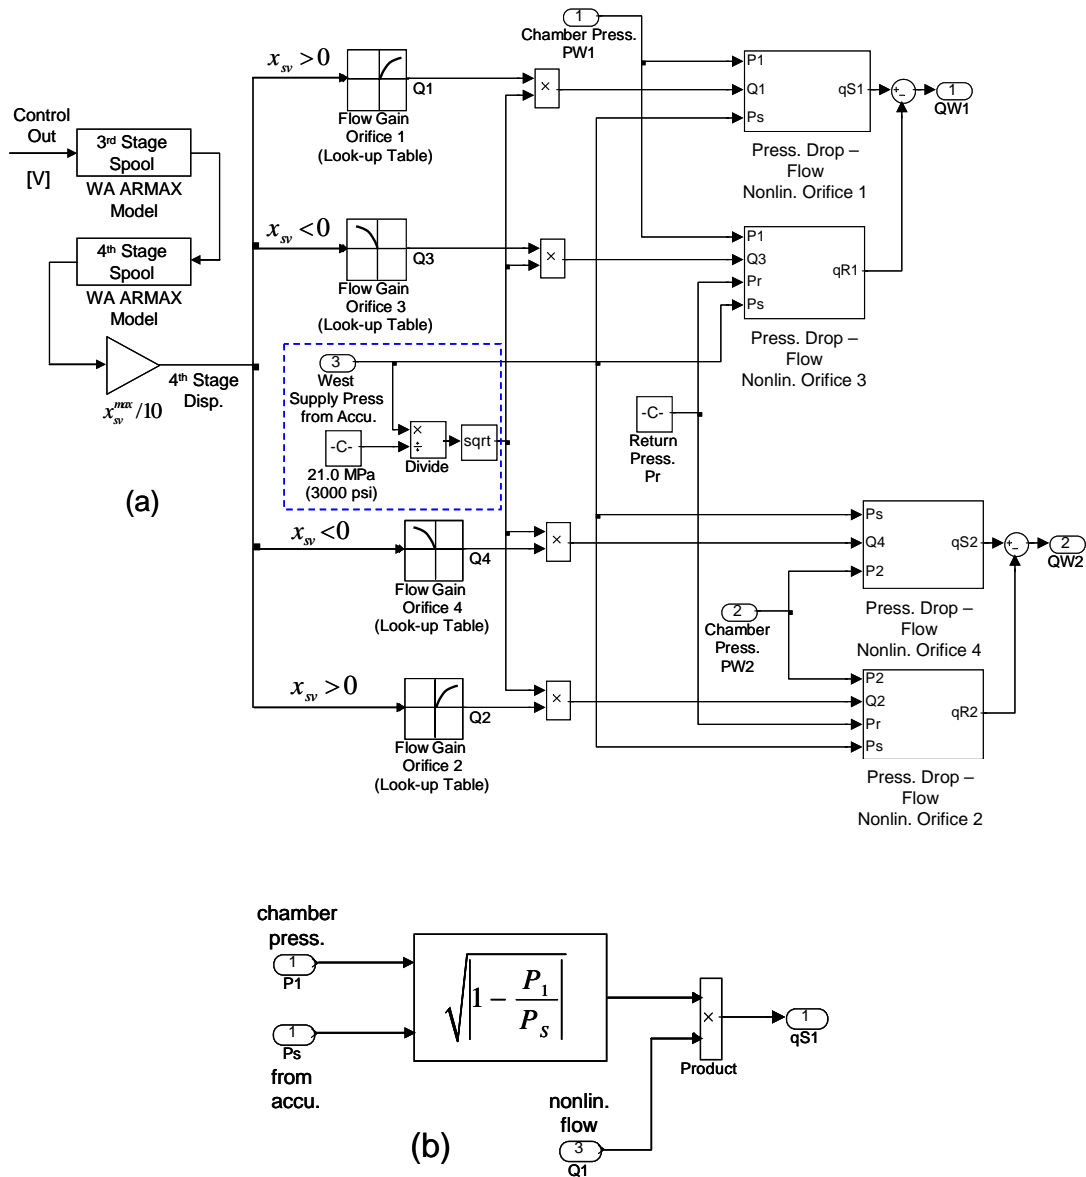 1
Chamber Press.
PW1
x_sv > 0
Q1
Flow Gain
Orifice 1
(Look-up Table)
×
P1
Q1
Ps
qS1
+
−
1
QW1
Press. Drop –
Flow
Nonlin. Orifice 1
Control
Out
[V]
3rd Stage
Spool
WA ARMAX
Model
4th Stage
Spool
WA ARMAX
Model
x_sv^max /10
4th Stage
Disp.
(a)
x_sv < 0
Q3
Flow Gain
Orifice 3
(Look-up Table)
×
P1
Q3
Pr
Ps
qR1
Press. Drop –
Flow
Nonlin. Orifice 3
3
West
Supply Press
from Accu.
-C-
21.0 MPa
(3000 psi)
×
÷
Divide
sqrt
-C-
Return
Press.
Pr
x_sv < 0
Q4
Flow Gain
Orifice 4
(Look-up Table)
×
Ps
Q4
P2
qS2
+
−
2
QW2
Press. Drop –
Flow
Nonlin. Orifice 4
2
Chamber
Press.
PW2
x_sv > 0
Q2
Flow Gain
Orifice 2
(Look-up Table)
×
P2
Q2
Pr
Ps
qR2
Press. Drop –
Flow
Nonlin. Orifice 2
chamber
press.
1
P1
1
Ps
from
accu.
√|1 − P_1/P_S|
×
Product
1
qS1
nonlin.
flow
3
Q1
(b)